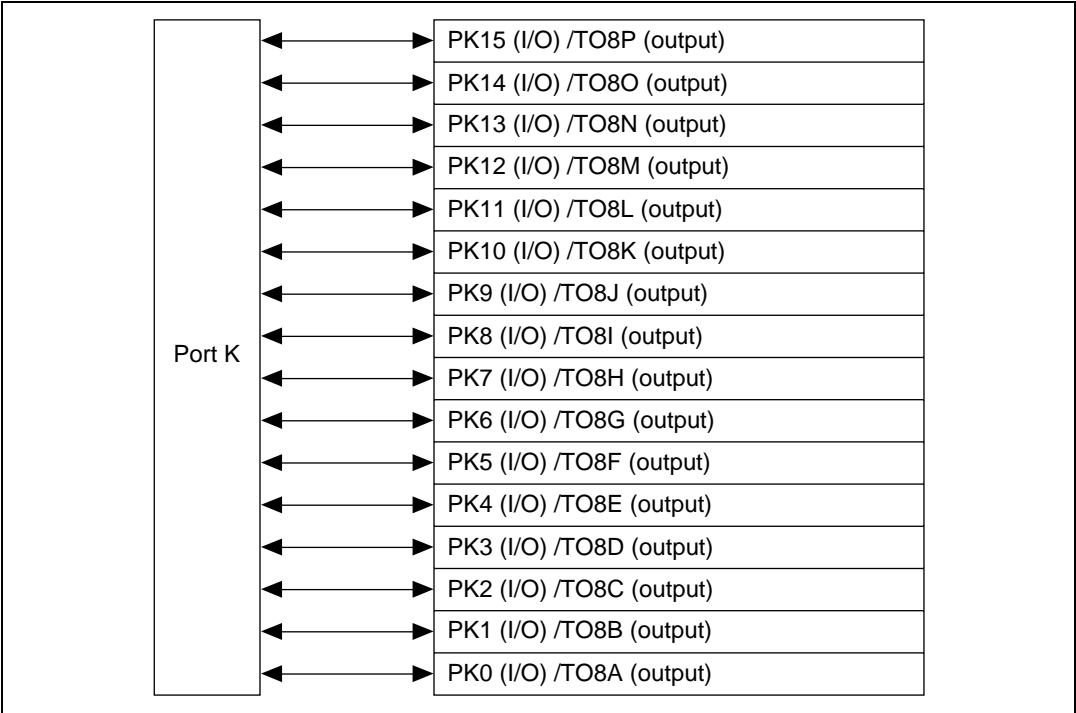 PK15 (I/O) /TO8P (output)
PK14 (I/O) /TO8O (output)
PK13 (I/O) /TO8N (output)
PK12 (I/O) /TO8M (output)
PK11 (I/O) /TO8L (output)
PK10 (I/O) /TO8K (output)
PK9 (I/O) /TO8J (output)
PK8 (I/O) /TO8I (output)
Port K
PK7 (I/O) /TO8H (output)
PK6 (I/O) /TO8G (output)
PK5 (I/O) /TO8F (output)
PK4 (I/O) /TO8E (output)
PK3 (I/O) /TO8D (output)
PK2 (I/O) /TO8C (output)
PK1 (I/O) /TO8B (output)
PK0 (I/O) /TO8A (output)